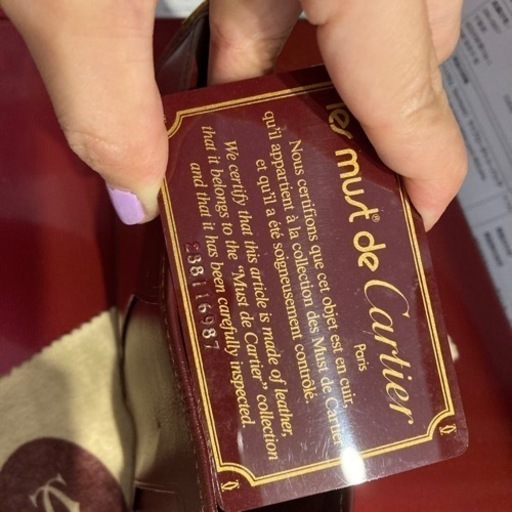 les must® de Cartier
Paris
Nous certifions que cet objet est en cuir,
qu'il appartient à la collection des Must de Cartier
et qu'il a été soigneusement contrôlé.
We certify that this article is made of leather,
that it belongs to the "Must de Cartier" collection
and that it has been carefully inspected.